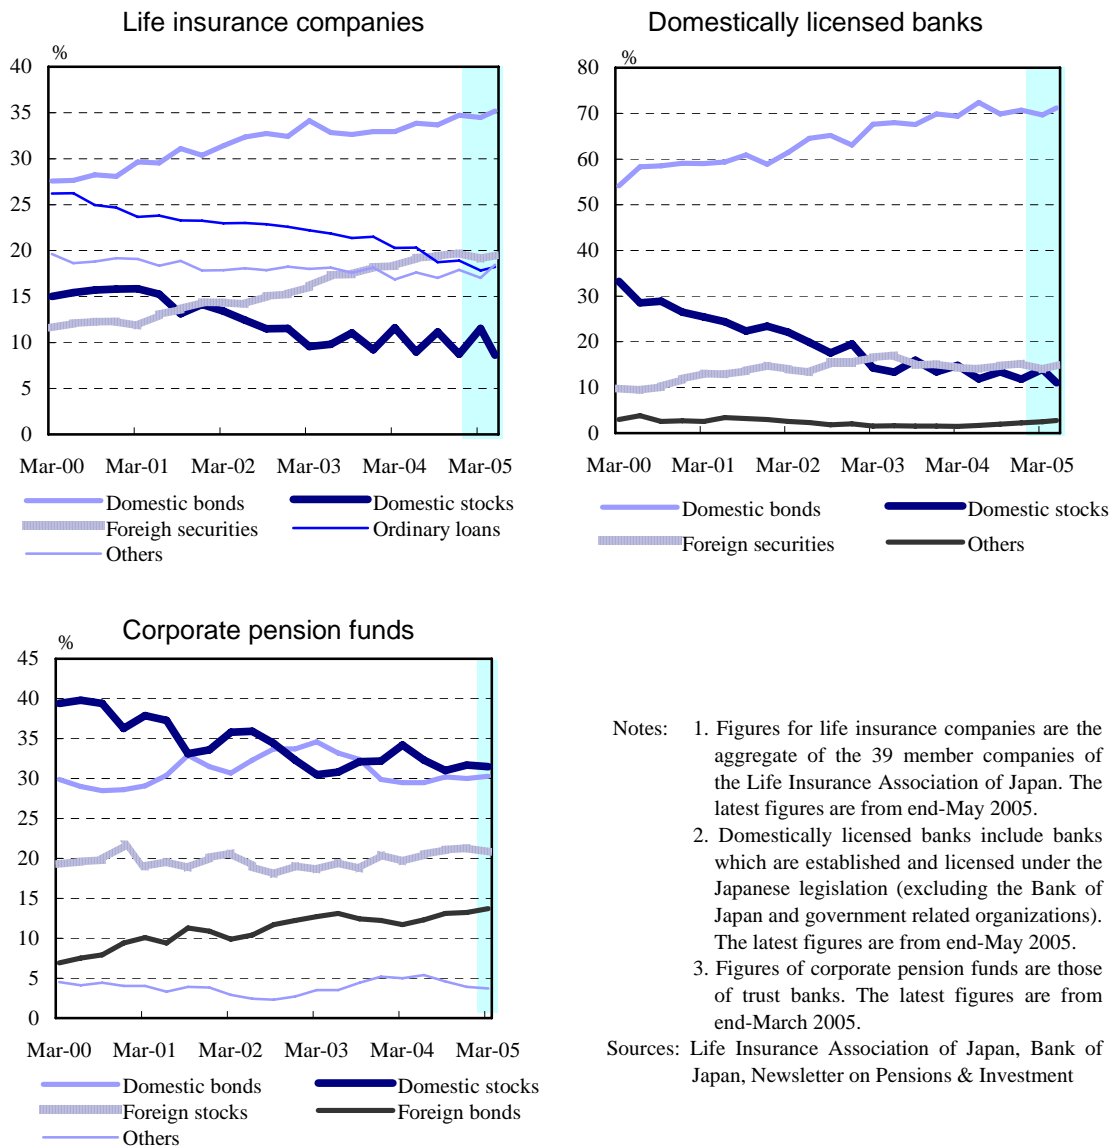 Life insurance companies
%
40
35
30
25
20
15
10
5
0
Mar-00 Mar-01 Mar-02 Mar-03 Mar-04 Mar-05
Domestic bonds Domestic stocks
Foreigh securities Ordinary loans
Others
Domestically licensed banks
%
80
70
60
50
40
30
20
10
0
Mar-00 Mar-01 Mar-02 Mar-03 Mar-04 Mar-05
Domestic bonds Domestic stocks
Foreign securities Others
Corporate pension funds
%
45
40
35
30
25
20
15
10
5
0
Mar-00 Mar-01 Mar-02 Mar-03 Mar-04 Mar-05
Domestic bonds Domestic stocks
Foreign stocks Foreign bonds
Others
Notes: 1. Figures for life insurance companies are the
aggregate of the 39 member companies of
the Life Insurance Association of Japan. The
latest figures are from end-May 2005.
2. Domestically licensed banks include banks
which are established and licensed under the
Japanese legislation (excluding the Bank of
Japan and government related organizations).
The latest figures are from end-May 2005.
3. Figures of corporate pension funds are those
of trust banks. The latest figures are from
end-March 2005.
Sources: Life Insurance Association of Japan, Bank of
Japan, Newsletter on Pensions & Investment